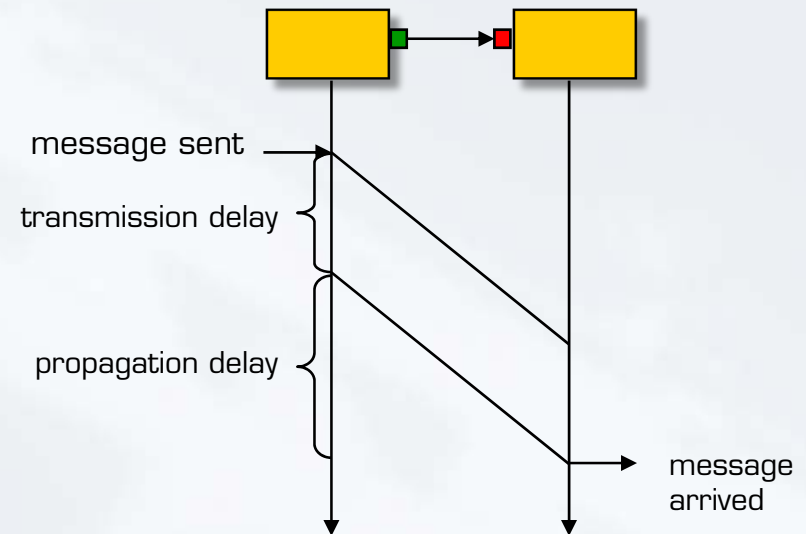 message sent
transmission delay
propagation delay
message
arrived